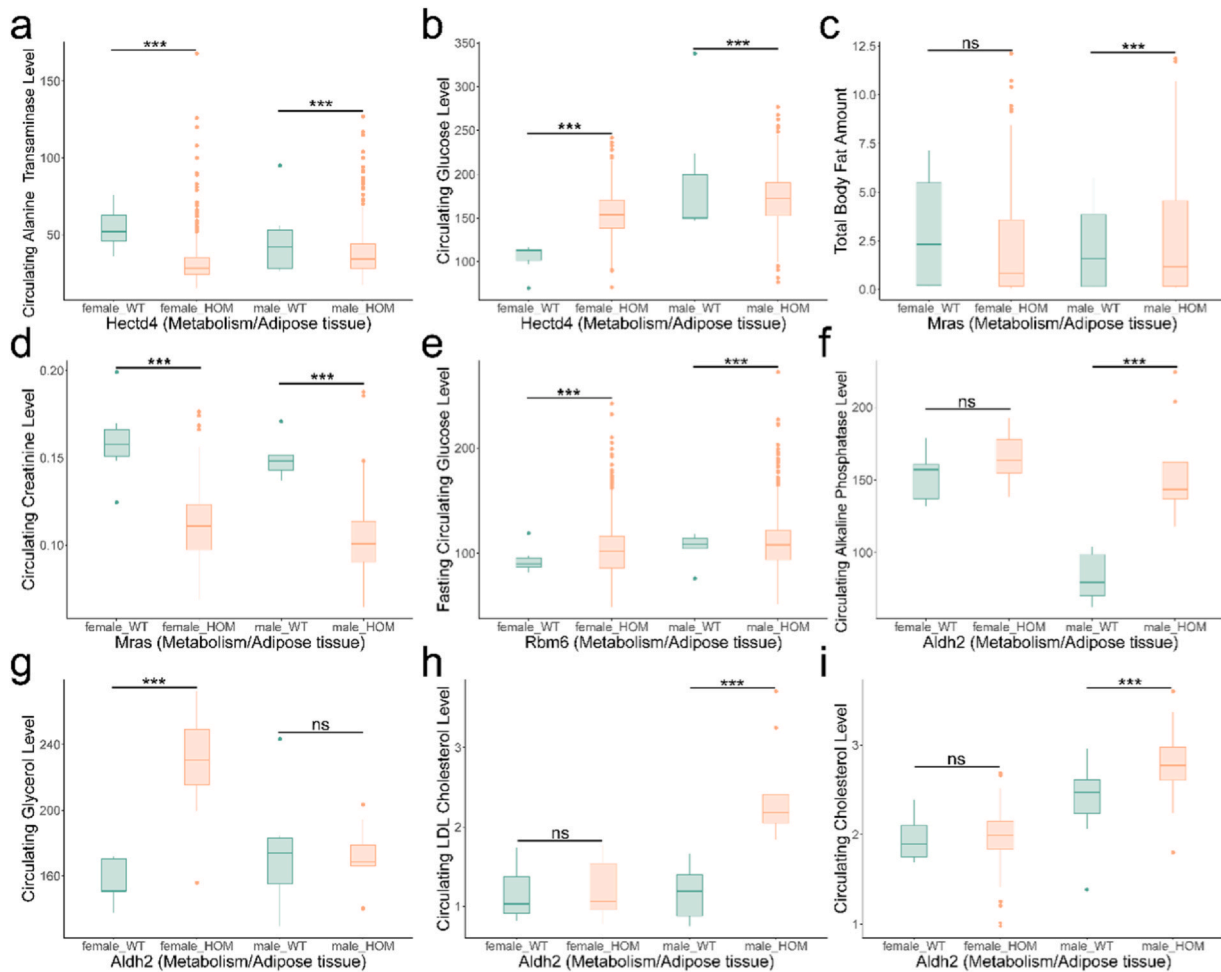 a
***
***
Circulating Alanine Transaminase Level
150
100
50
female_WT female_HOM male_WT male_HOM
Hectd4 (Metabolism/Adipose tissue)
b
***
***
Circulating Glucose Level
350
300
250
200
150
100
female_WT female_HOM male_WT male_HOM
Hectd4 (Metabolism/Adipose tissue)
c
ns
***
Total Body Fat Amount
12.5
10.0
7.5
5.0
2.5
0.0
female_WT female_HOM male_WT male_HOM
Mras (Metabolism/Adipose tissue)
d
***
***
Circulating Creatinine Level
0.20
0.15
0.10
female_WT female_HOM male_WT male_HOM
Mras (Metabolism/Adipose tissue)
e
***
***
Fasting Circulating Glucose Level
200
100
female_WT female_HOM male_WT male_HOM
Rbm6 (Metabolism/Adipose tissue)
f
ns
***
Circulating Alkaline Phosphatase Level
200
150
100
female_WT female_HOM male_WT male_HOM
Aldh2 (Metabolism/Adipose tissue)
g
***
ns
Circulating Glycerol Level
240
200
160
female_WT female_HOM male_WT male_HOM
Aldh2 (Metabolism/Adipose tissue)
h
ns
***
Circulating LDL Cholesterol Level
3
2
1
female_WT female_HOM male_WT male_HOM
Aldh2 (Metabolism/Adipose tissue)
i
ns
***
Circulating Cholesterol Level
3
2
1
female_WT female_HOM male_WT male_HOM
Aldh2 (Metabolism/Adipose tissue)